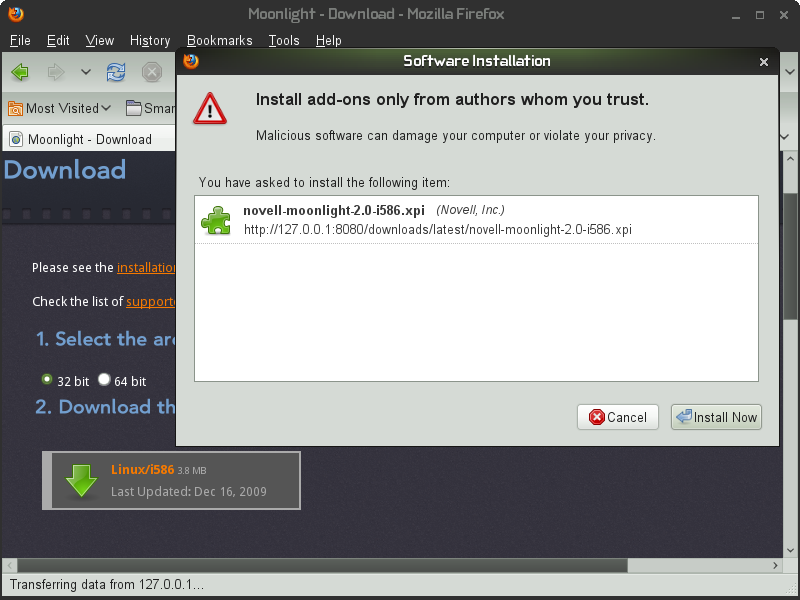 Moonlight - Download - Mozilla Firefox
File Edit View History Bookmarks Tools Help
Software Installation
Install add-ons only from authors whom you trust.
Most Visited Smar
Malicious software can damage your computer or violate your privacy.
Moonlight - Download
Download
You have asked to install the following item:
novell-moonlight-2.0-i586.xpi (Novell, Inc.)
http://127.0.0.1:8080/downloads/latest/novell-moonlight-2.0-i586.xpi
Please see the installation
Check the list of supporte
1. Select the arc
32 bit 64 bit
2. Download th
Cancel Install Now
Linux/i586 3.8 MB
Last Updated: Dec 16, 2009
Transferring data from 127.0.0.1...